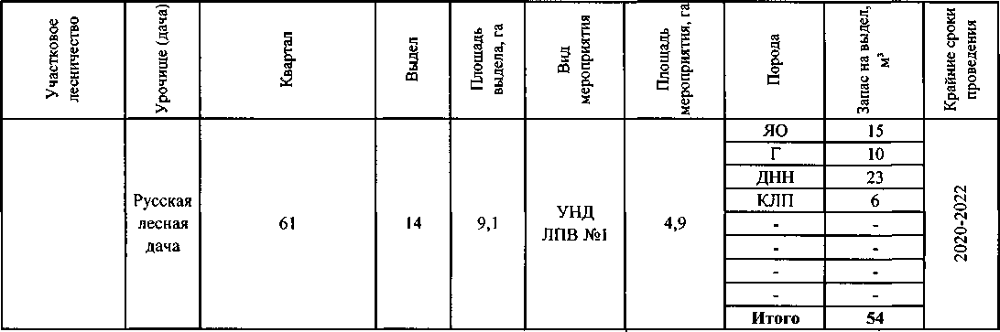 Участковое
лесничество
Урочище (дача)
Квартал
Выдел
Площадь
выдела, га
Вид
мероприятия
Площадь
мероприятия, га
Порода
Запас на выдел,
м³
Крайние сроки
проведения
Русская
лесная
дача
61
14
9,1
УНД
ЛПВ №1
4,9
ЯО 15
Г 10
ДНН 23
КЛП 6
- -
- -
- -
- -
Итого 54
2020-2022